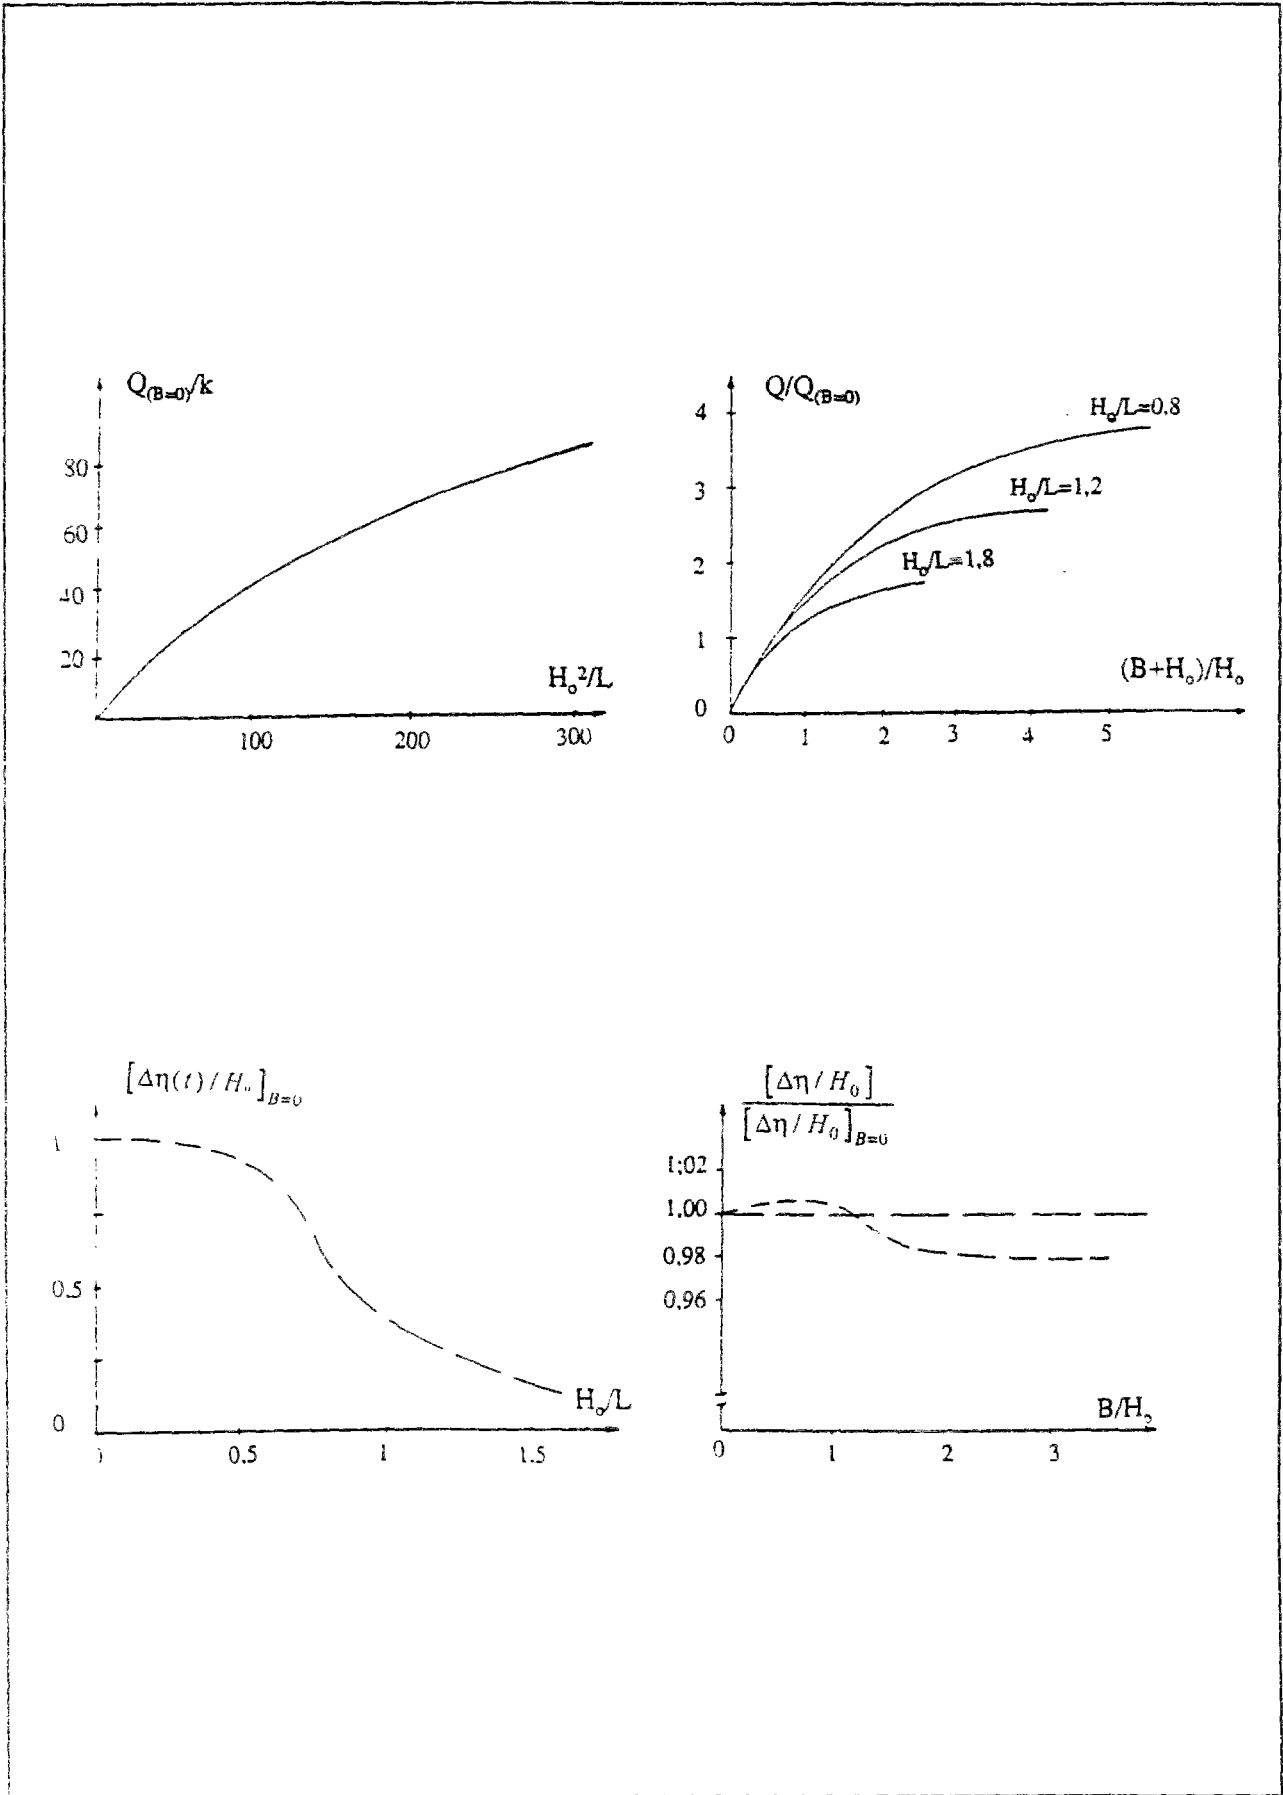 Q(B=0)/k
80
60
40
20
H₀²/L
100
200
300
Q/Q(B=0)
4
3
2
1
0
H₀/L=0,8
H₀/L=1,2
H₀/L=1,8
(B+H₀)/H₀
0
1
2
3
4
5
[Δη(t)/H₀]B=0
1
0.5
0
H₀/L
0.5
1
1.5
[Δη/H₀]
[Δη/H₀]B=0
1,02
1.00
0,98
0,96
B/H₀
0
1
2
3